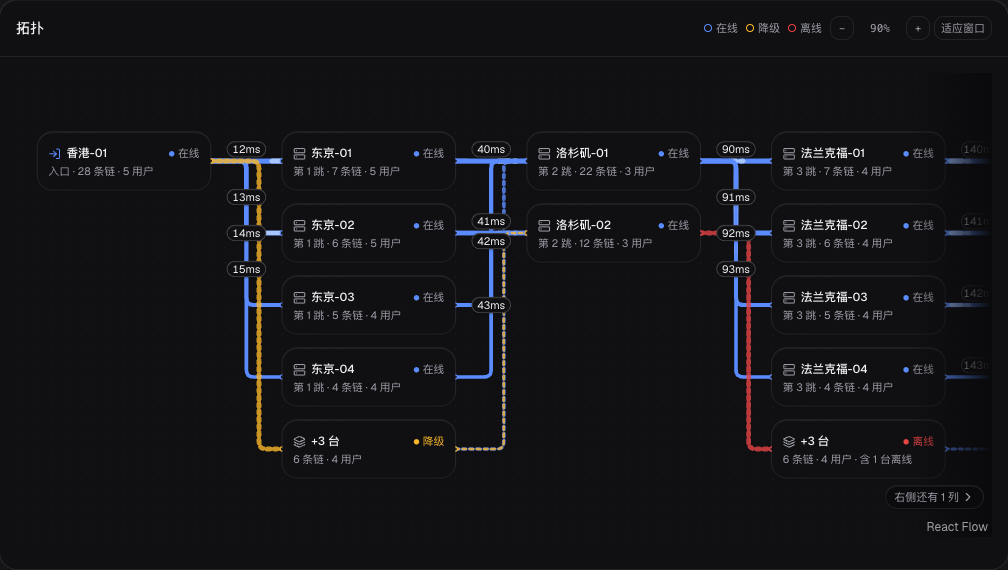 拓扑
在线 降级 离线 − 90% + 适应窗口
香港-01 在线
入口 · 28 条链 · 5 用户
12ms
13ms
14ms
15ms
东京-01 在线
第 1 跳 · 7 条链 · 5 用户
东京-02 在线
第 1 跳 · 6 条链 · 5 用户
东京-03 在线
第 1 跳 · 5 条链 · 4 用户
东京-04 在线
第 1 跳 · 4 条链 · 4 用户
+3 台 降级
6 条链 · 4 用户
40ms
41ms
42ms
43ms
洛杉矶-01 在线
第 2 跳 · 22 条链 · 3 用户
洛杉矶-02 在线
第 2 跳 · 12 条链 · 3 用户
90ms
91ms
92ms
93ms
法兰克福-01 在线
第 3 跳 · 7 条链 · 4 用户
法兰克福-02 在线
第 3 跳 · 6 条链 · 4 用户
法兰克福-03 在线
第 3 跳 · 5 条链 · 4 用户
法兰克福-04 在线
第 3 跳 · 4 条链 · 4 用户
+3 台 离线
6 条链 · 4 用户 · 含 1 台离线
右侧还有 1 列
React Flow